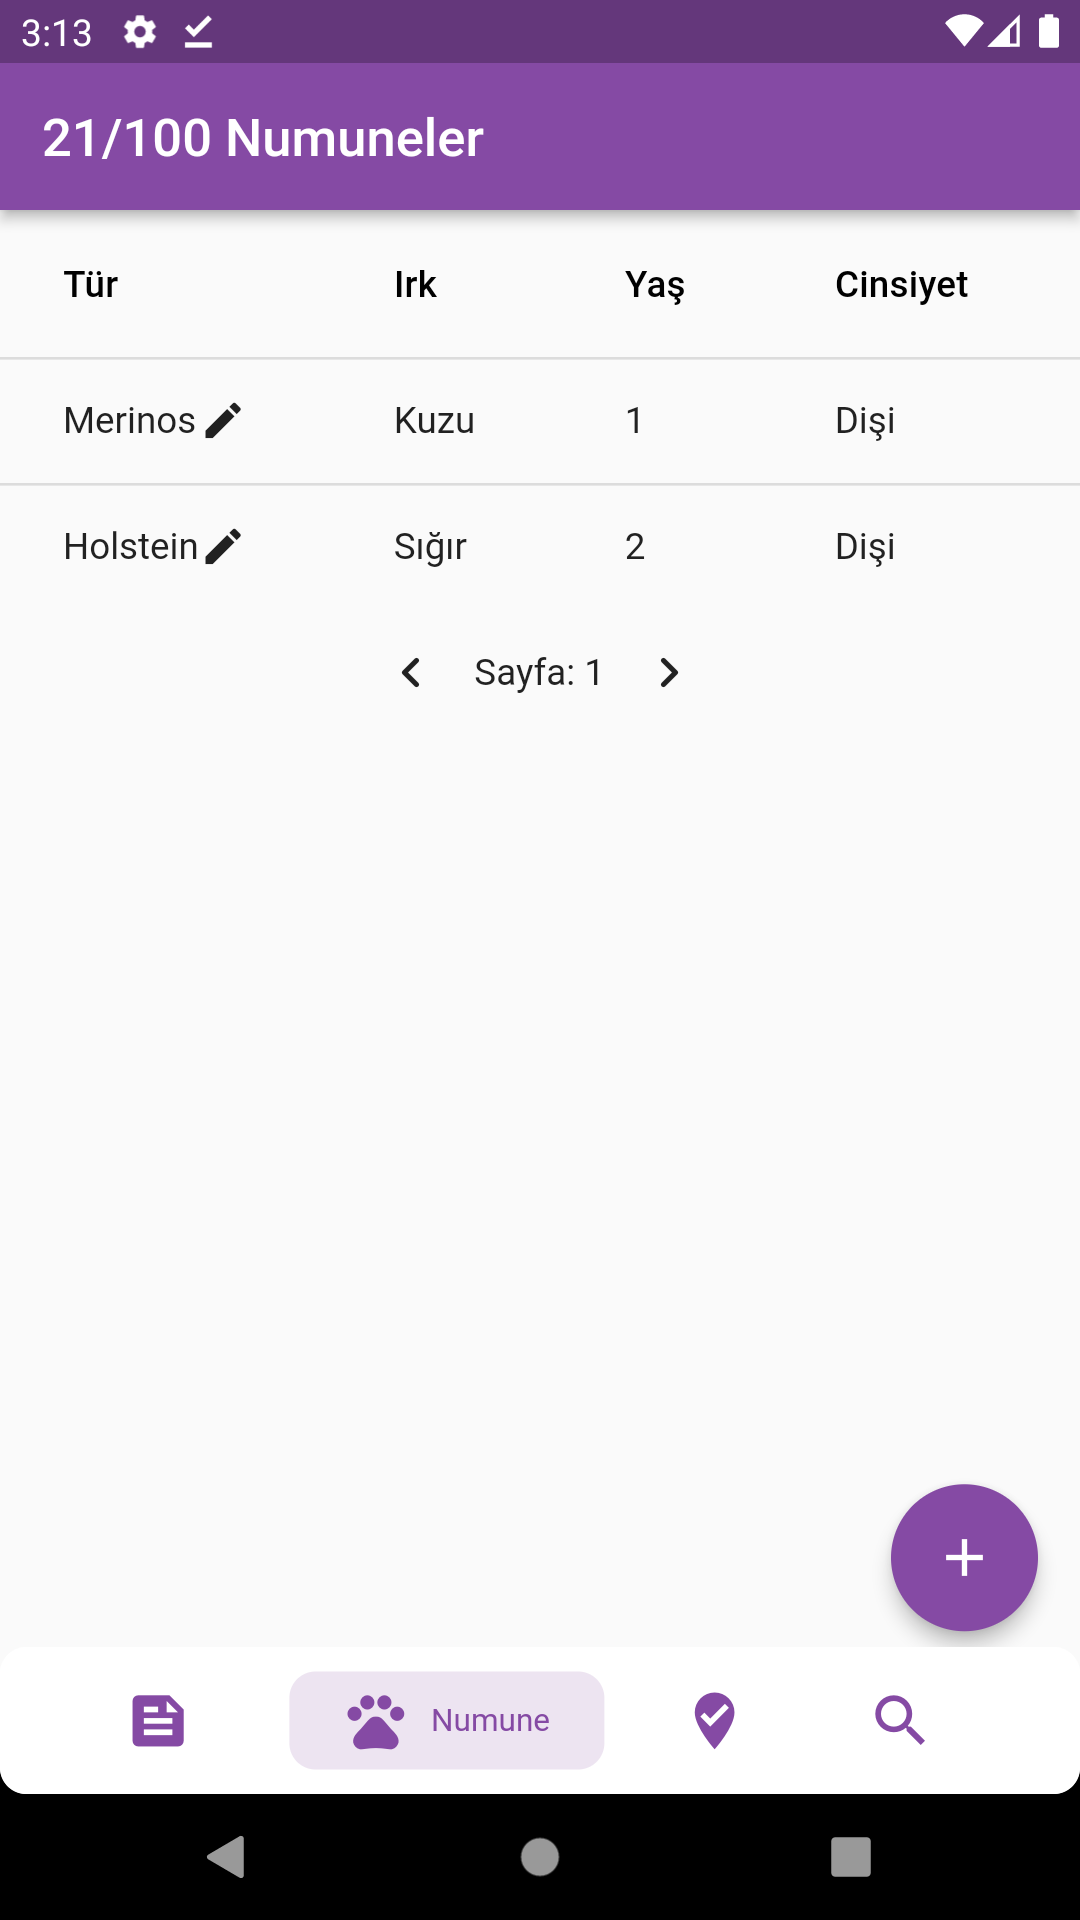 3:13
21/100 Numuneler
Tür Irk Yaş Cinsiyet
Merinos Kuzu 1 Dişi
Holstein Sığır 2 Dişi
Sayfa: 1
Numune